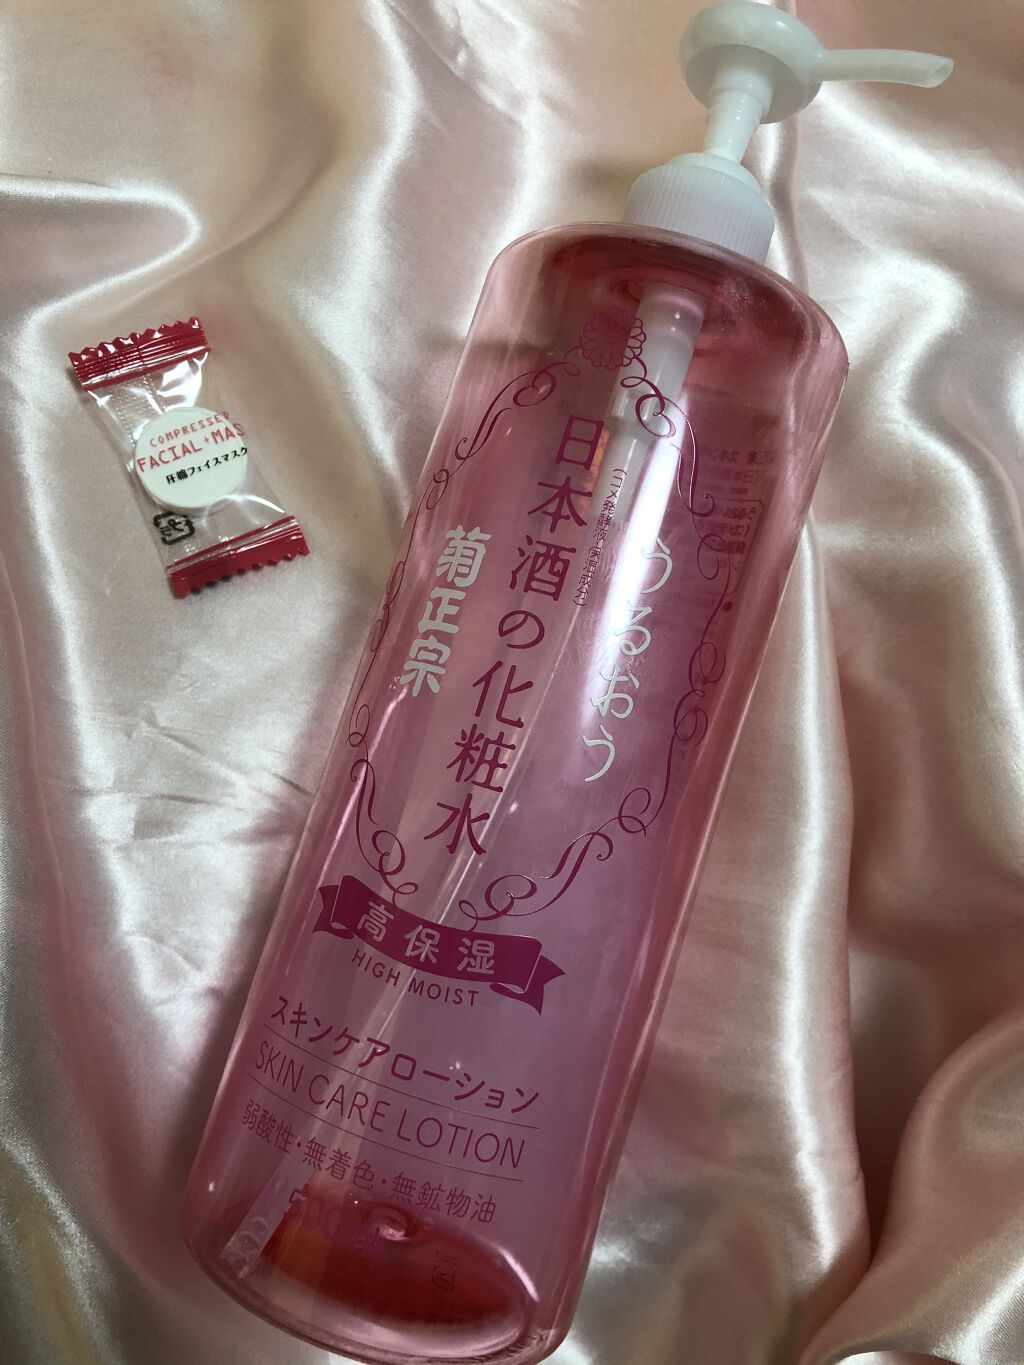 COMPRESSED
FACIAL+MAS
圧縮フェイスマスク
うるおう
(コメ発酵液 保湿成分)
日本酒の化粧水
菊正宗
高保湿
HIGH MOIST
スキンケアローション
SKIN CARE LOTION
弱酸性・無着色・無鉱物油
500ml